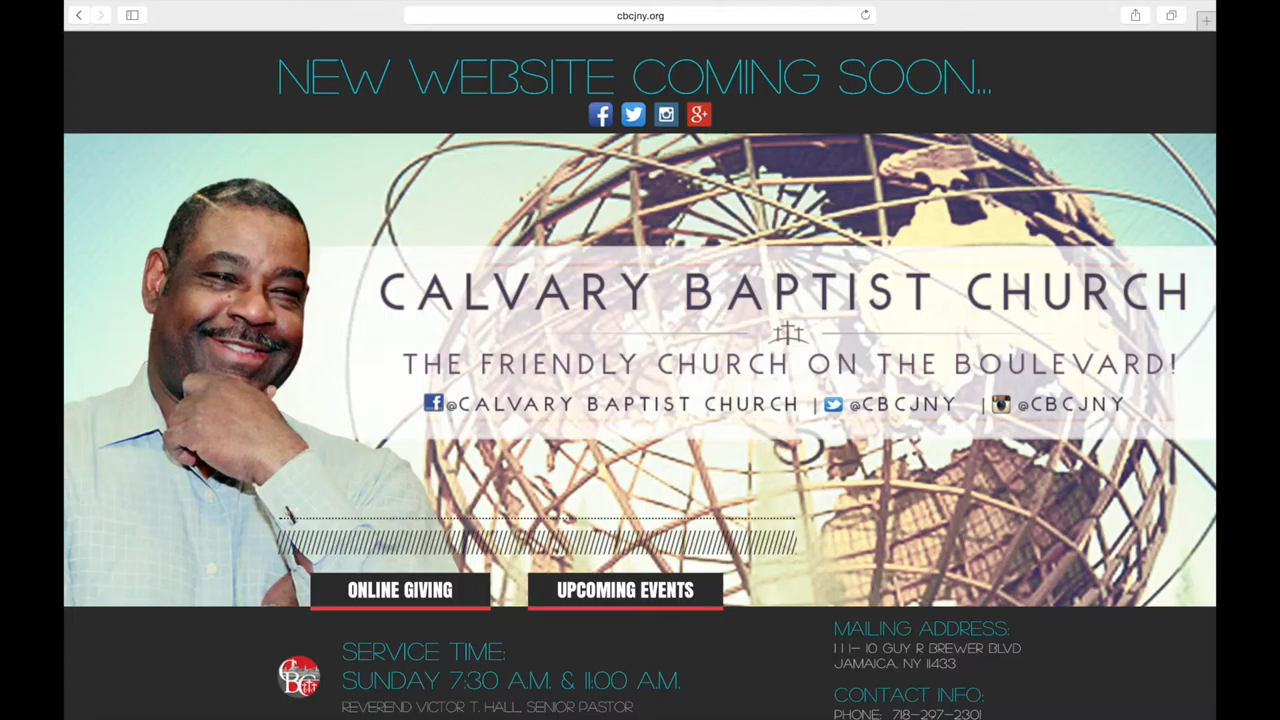 cbcjny.org
NEW WEBSITE COMING SOON...
CALVARY BAPTIST CHURCH
THE FRIENDLY CHURCH ON THE BOULEVARD!
@CALVARY BAPTIST CHURCH | @CBCJNY | @CBCJNY
ONLINE GIVING
UPCOMING EVENTS
SERVICE TIME:
SUNDAY 7:30 A.M. & 11:00 A.M.
REVEREND VICTOR T. HALL, SENIOR PASTOR
MAILING ADDRESS:
111-10 GUY R BREWER BLVD
JAMAICA, NY 11433
CONTACT INFO:
PHONE: 718-297-2301